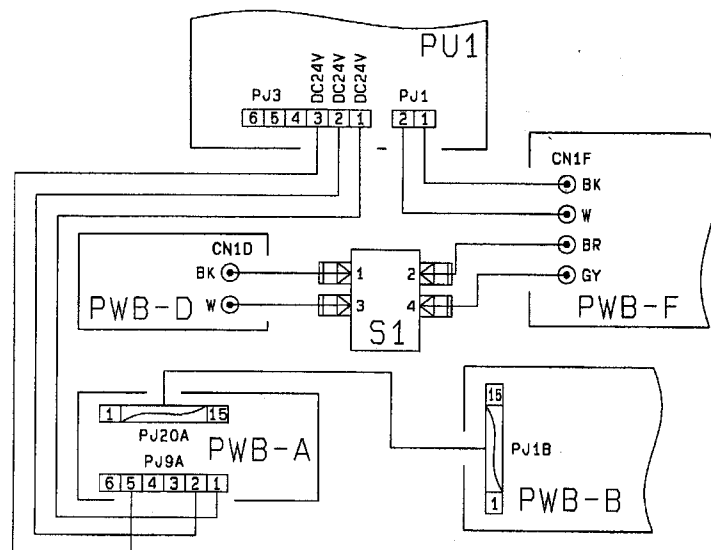 PU1
DC24V
DC24V
DC24V
PJ3
PJ1
6 5 4 3 2 1
2 1
CN1F
BK
W
BR
GY
PWB-F
CN1D
BK
W
PWB-D
1 2
3 4
S1
1 15
PJ20A
PWB-A
PJ9A
6 5 4 3 2 1
15
PJ1B
1
PWB-B